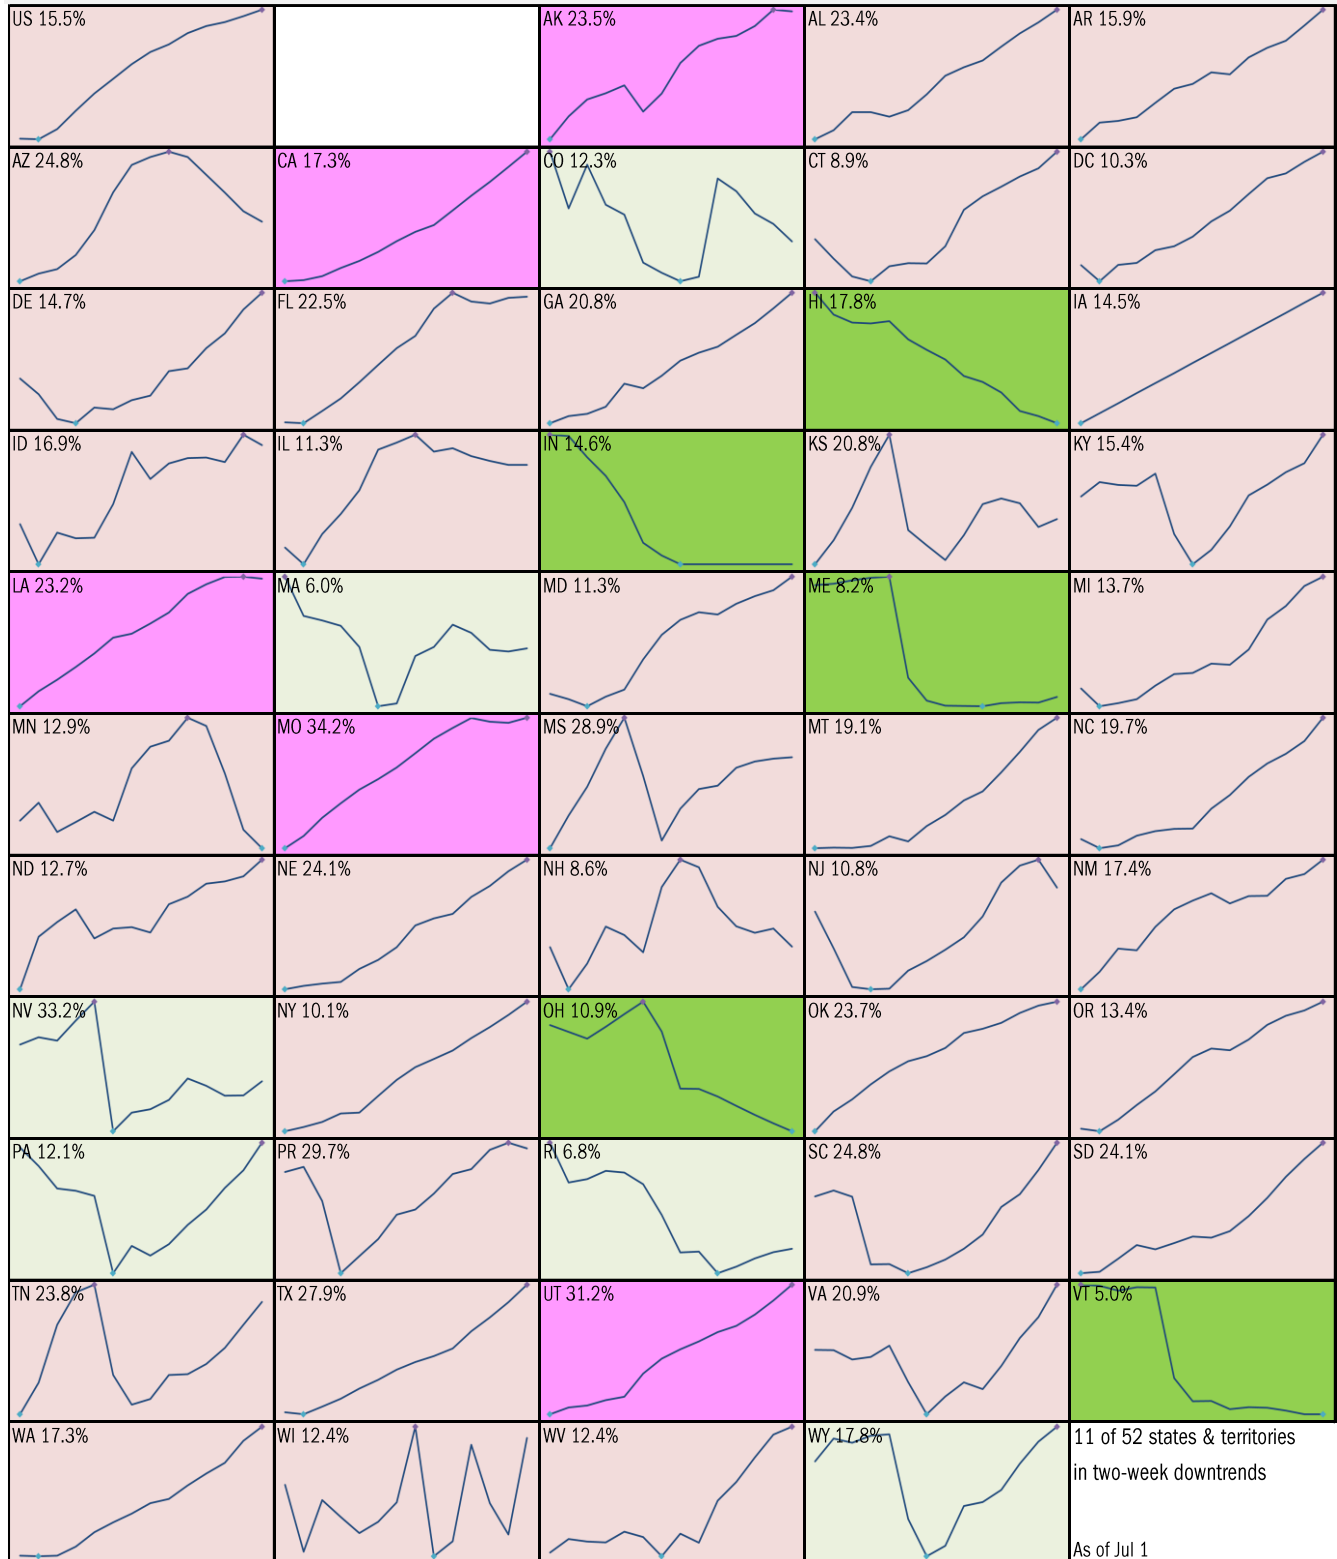 US 15.5%
AK 23.5%
AL 23.4%
AR 15.9%
AZ 24.8%
CA 17.3%
CO 12.3%
CT 8.9%
DC 10.3%
DE 14.7%
FL 22.5%
GA 20.8%
HI 17.8%
IA 14.5%
ID 16.9%
IL 11.3%
IN 14.6%
KS 20.8%
KY 15.4%
LA 23.2%
MA 6.0%
MD 11.3%
ME 8.2%
MI 13.7%
MN 12.9%
MO 34.2%
MS 28.9%
MT 19.1%
NC 19.7%
ND 12.7%
NE 24.1%
NH 8.6%
NJ 10.8%
NM 17.4%
NV 33.2%
NY 10.1%
OH 10.9%
OK 23.7%
OR 13.4%
PA 12.1%
PR 29.7%
RI 6.8%
SC 24.8%
SD 24.1%
TN 23.8%
TX 27.9%
UT 31.2%
VA 20.9%
VT 5.0%
WA 17.3%
WI 12.4%
WV 12.4%
WY 17.8%
11 of 52 states & territories
in two-week downtrends
As of Jul 1